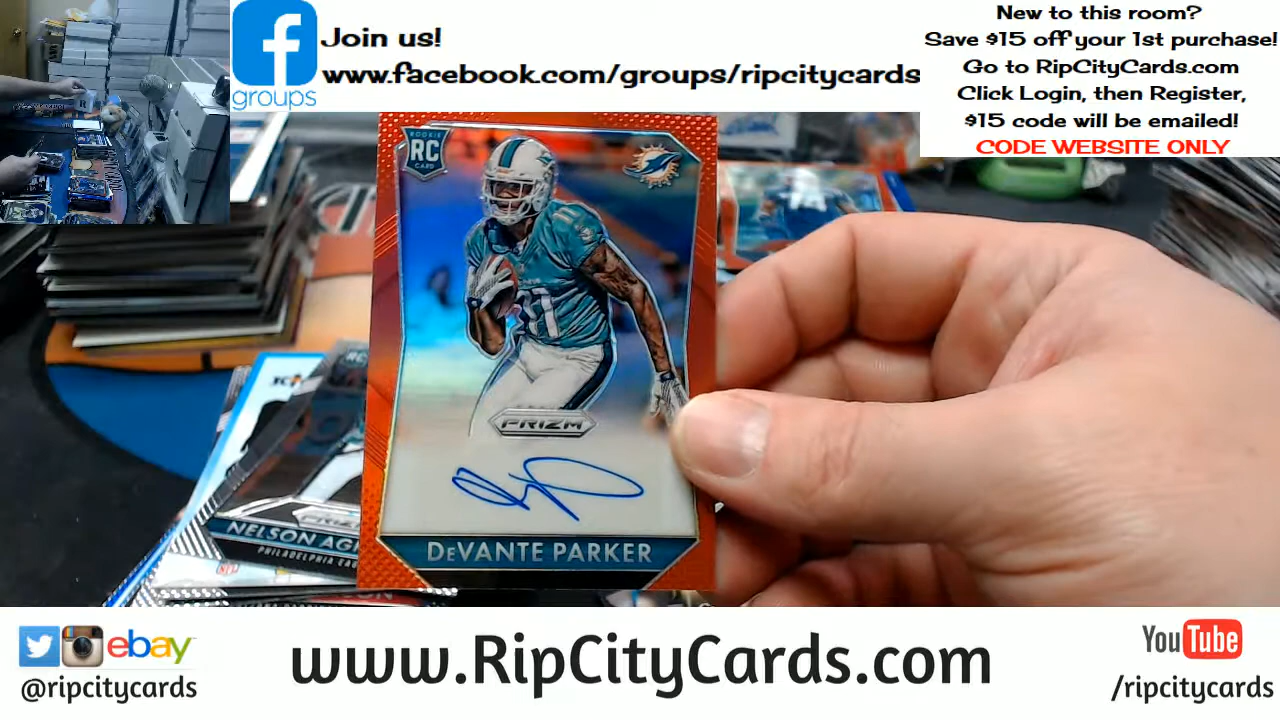 Join us!
www.facebook.com/groups/ripcitycards
f
groups
New to this room?
Save $15 off your 1st purchase!
Go to RipCityCards.com
Click Login, then Register,
$15 code will be emailed!
CODE WEBSITE ONLY
ROOKIE
RC
CARD
11
PRIZM
DeVANTE PARKER
NELSON
PHILADELPHIA
ebay
@ripcitycards
www.RipCityCards.com
YouTube
/ripcitycards